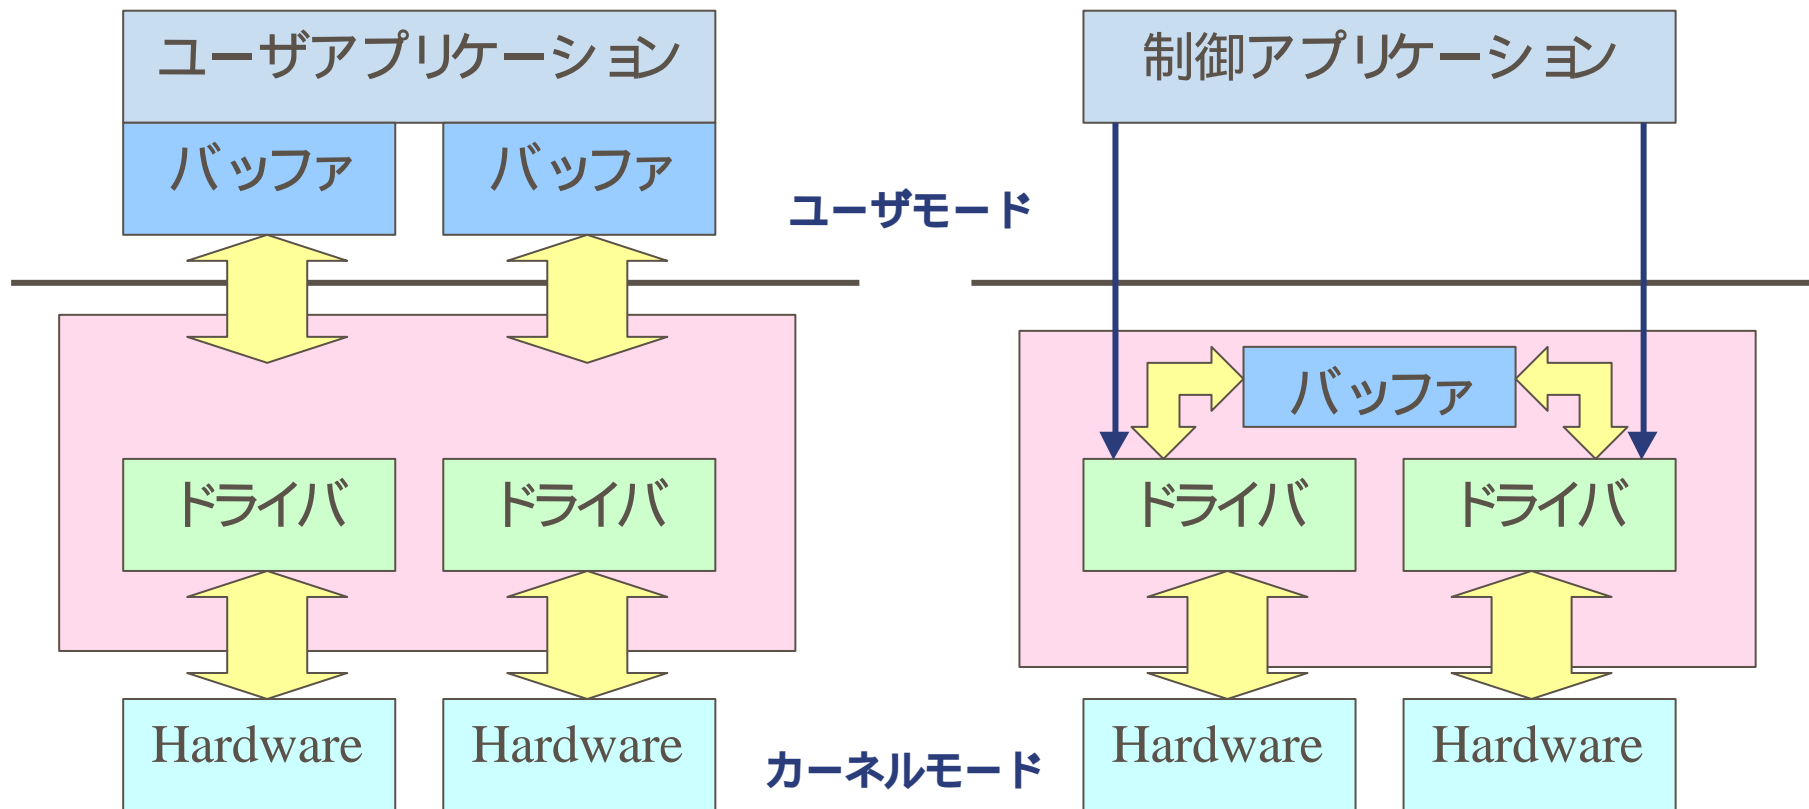 ユーザアプリケーション
制御アプリケーション
バッファ
バッファ
ユーザモード
バッファ
ドライバ
ドライバ
ドライバ
ドライバ
Hardware
Hardware
カーネルモード
Hardware
Hardware